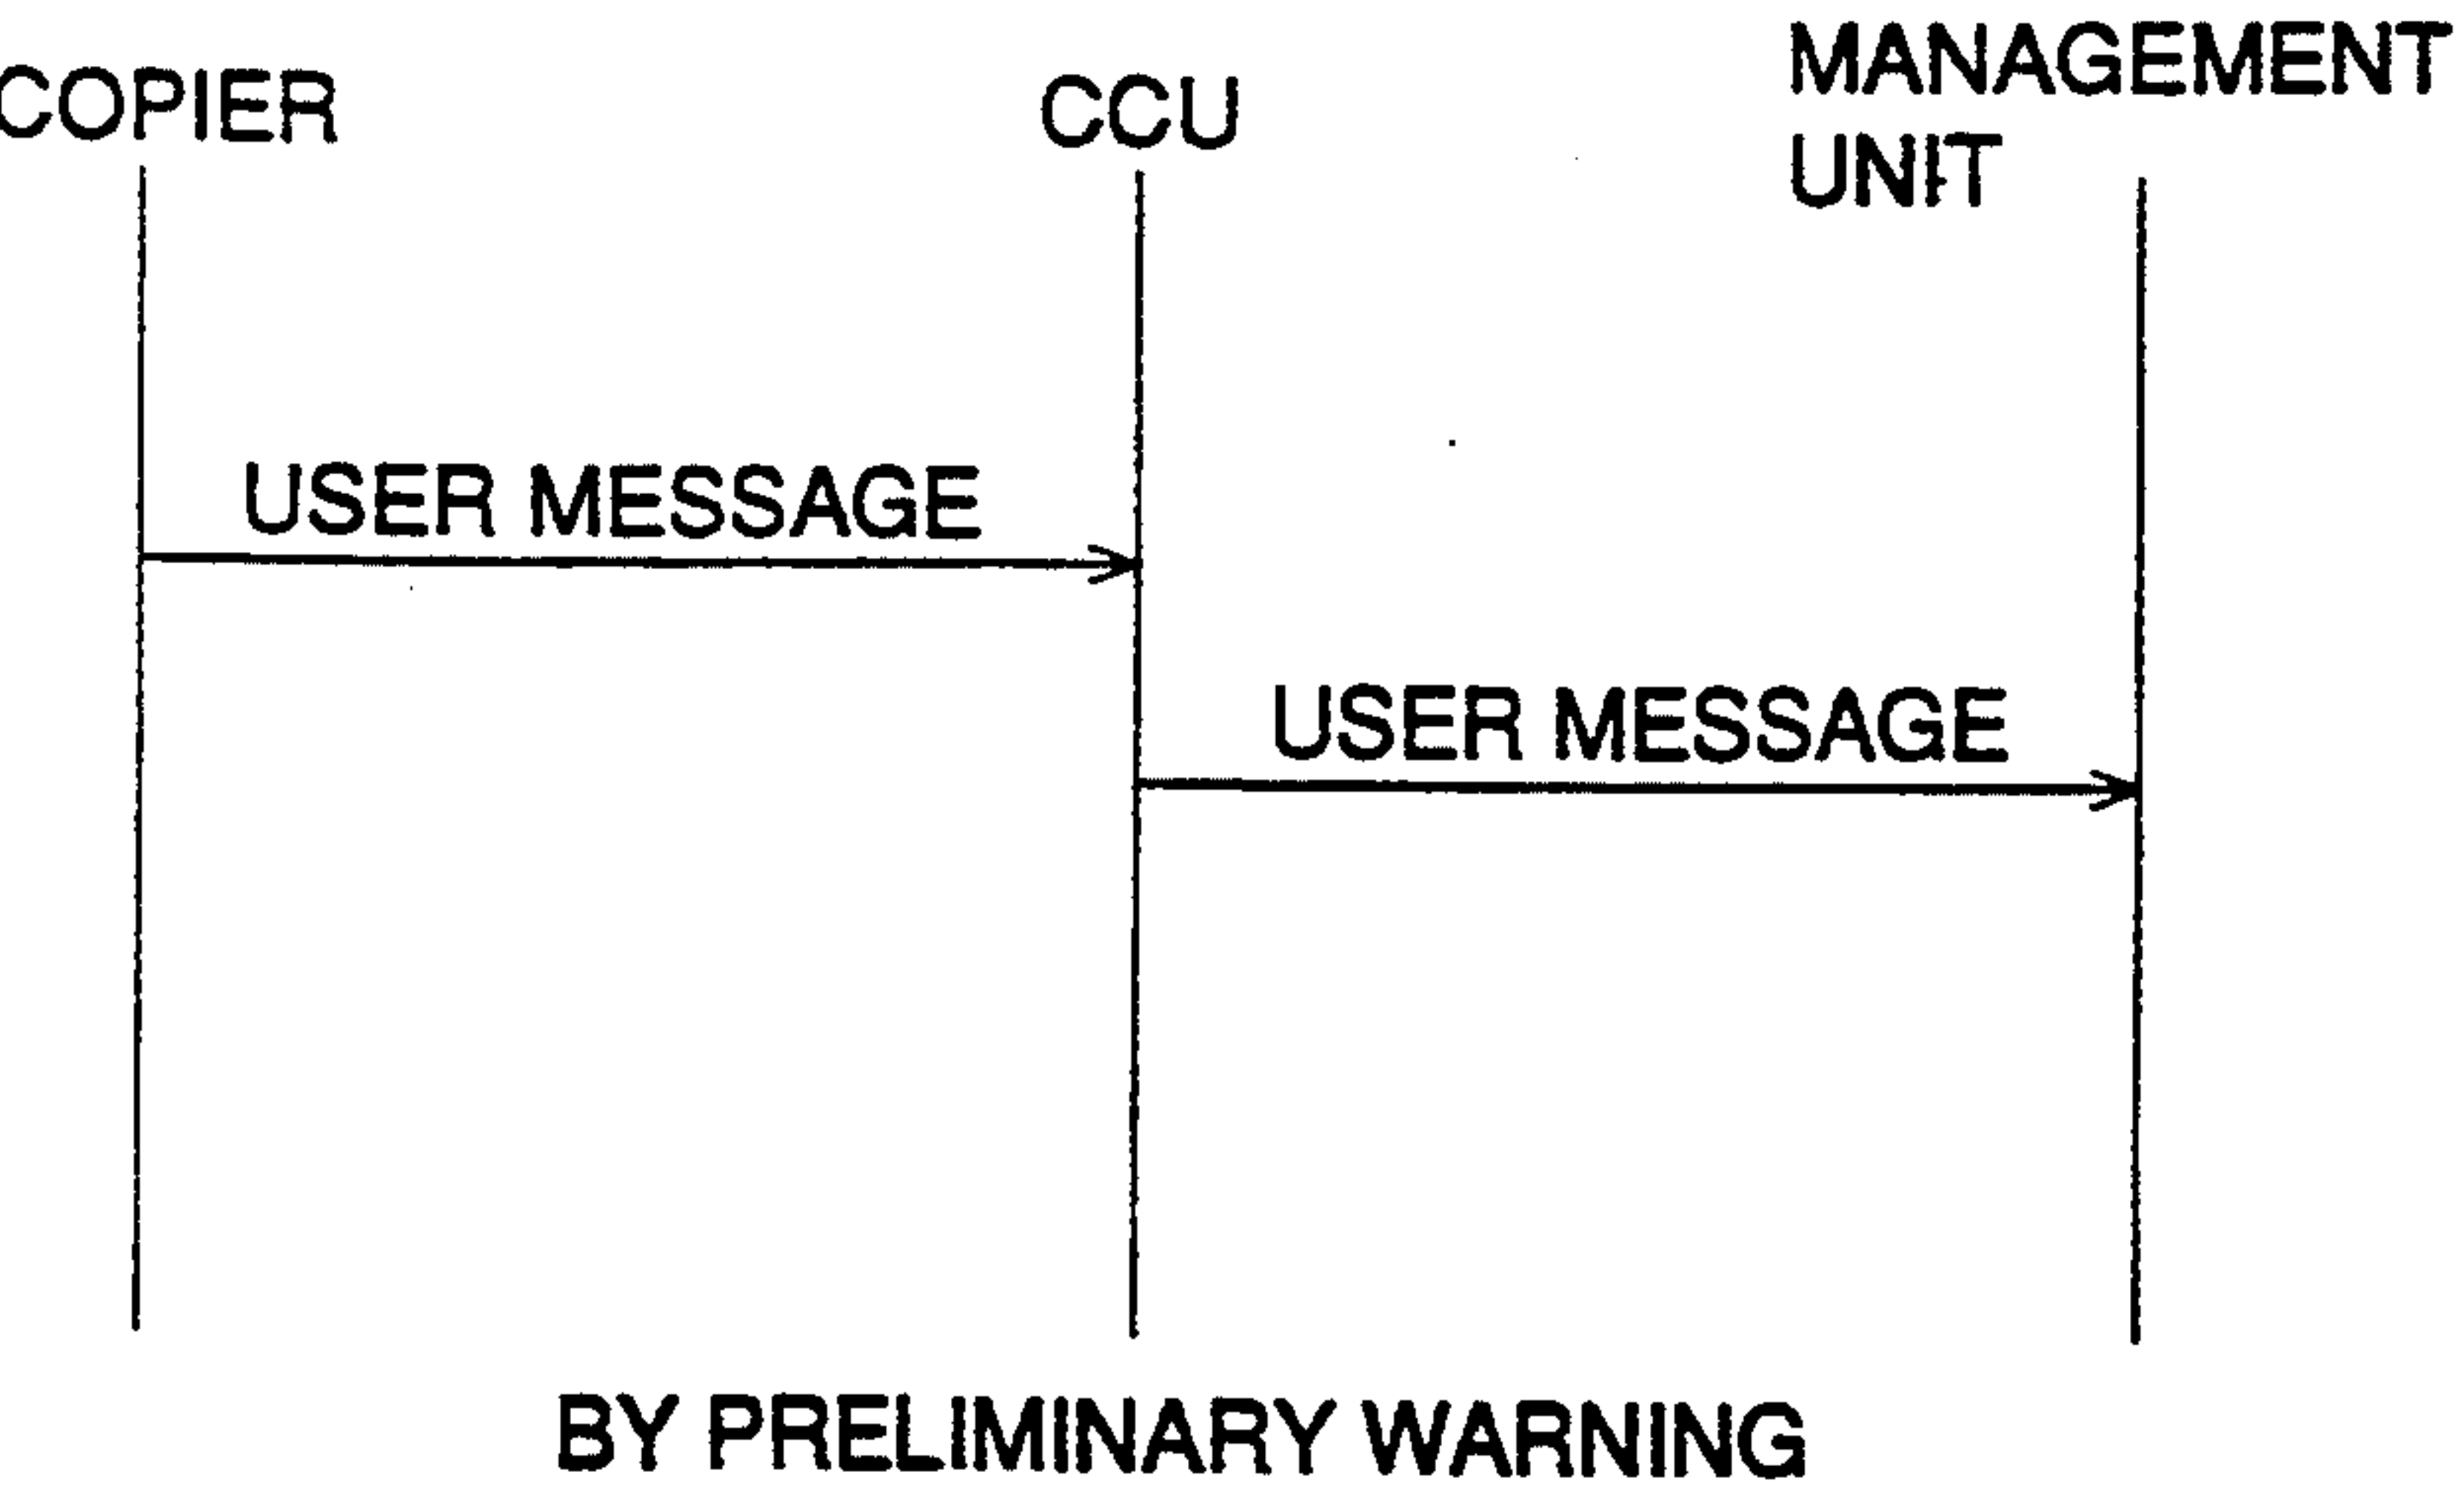 COPIER
CCU
MANAGEMENT
UNIT
USER MESSAGE
USER MESSAGE
BY PRELIMINARY WARNING